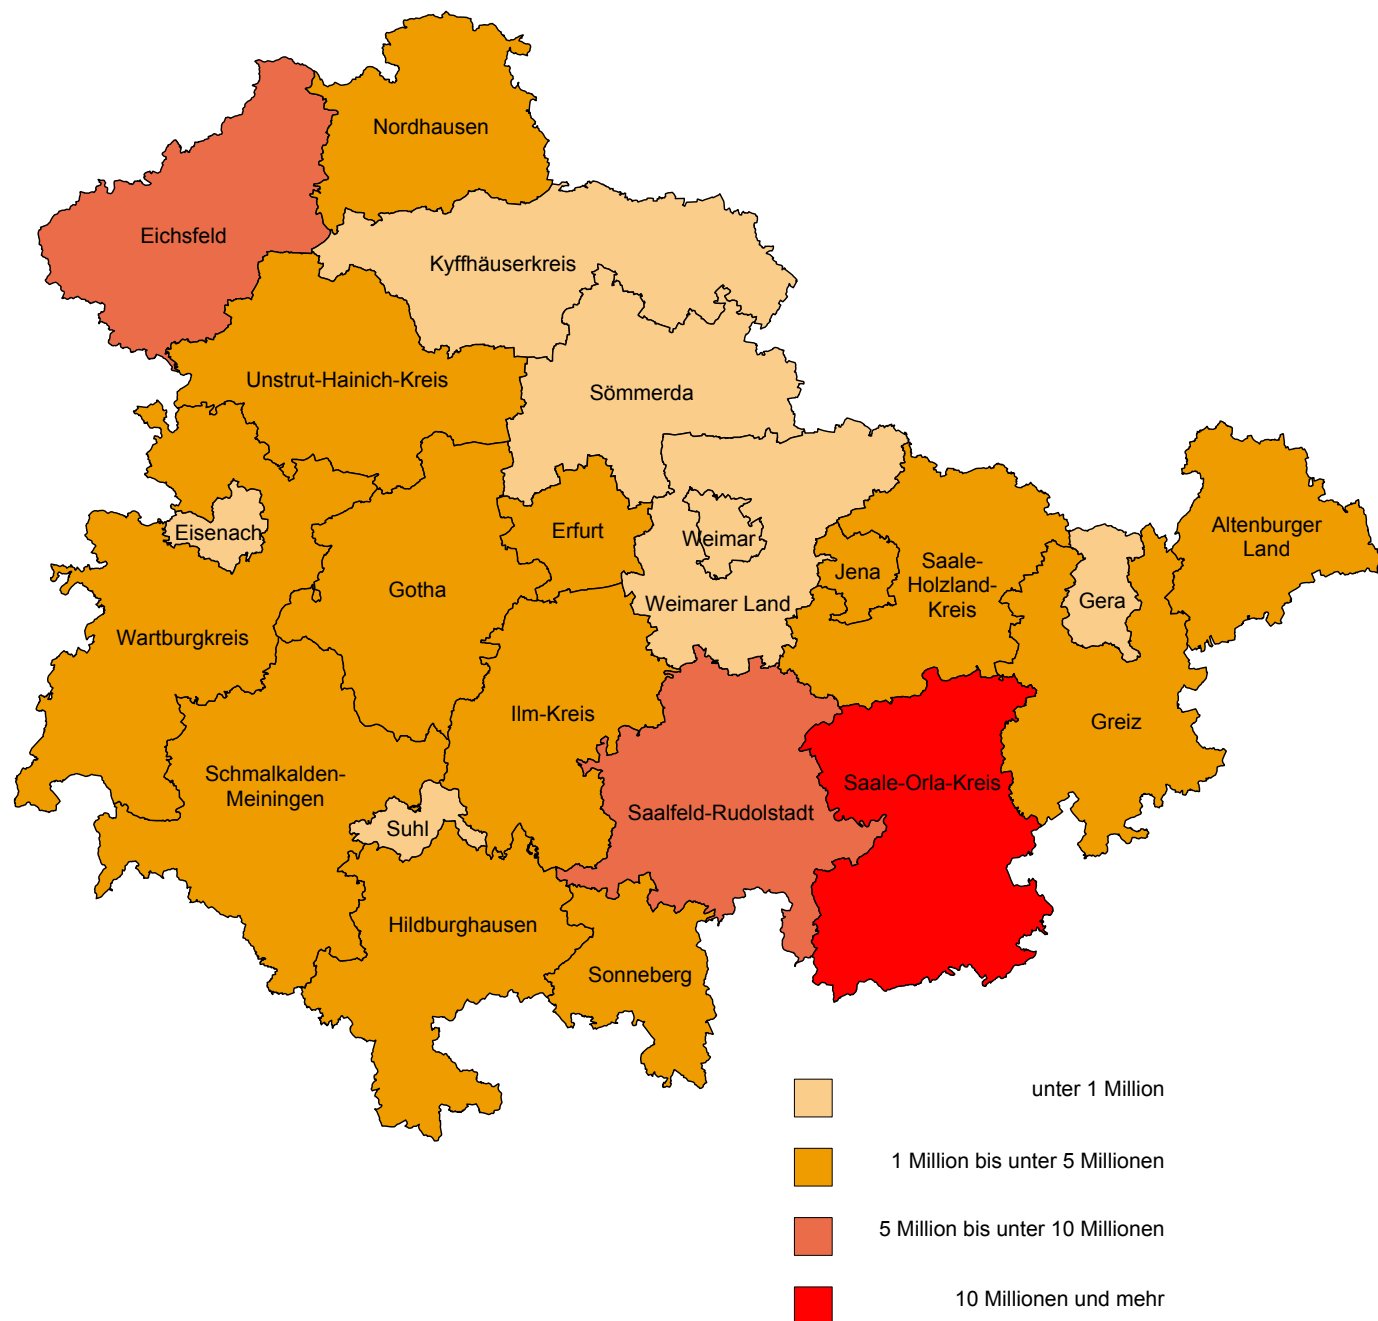 Nordhausen
Eichsfeld
Kyffhäuserkreis
Unstrut-Hainich-Kreis
Sömmerda
Eisenach
Erfurt
Weimar
Altenburger
Land
Gotha
Jena
Saale-
Holzland-
Kreis
Gera
Weimarer Land
Wartburgkreis
Ilm-Kreis
Greiz
Schmalkalden-
Meiningen
Saale-Orla-Kreis
Saalfeld-Rudolstadt
Suhl
Hildburghausen
Sonneberg
unter 1 Million
1 Million bis unter 5 Millionen
5 Million bis unter 10 Millionen
10 Millionen und mehr